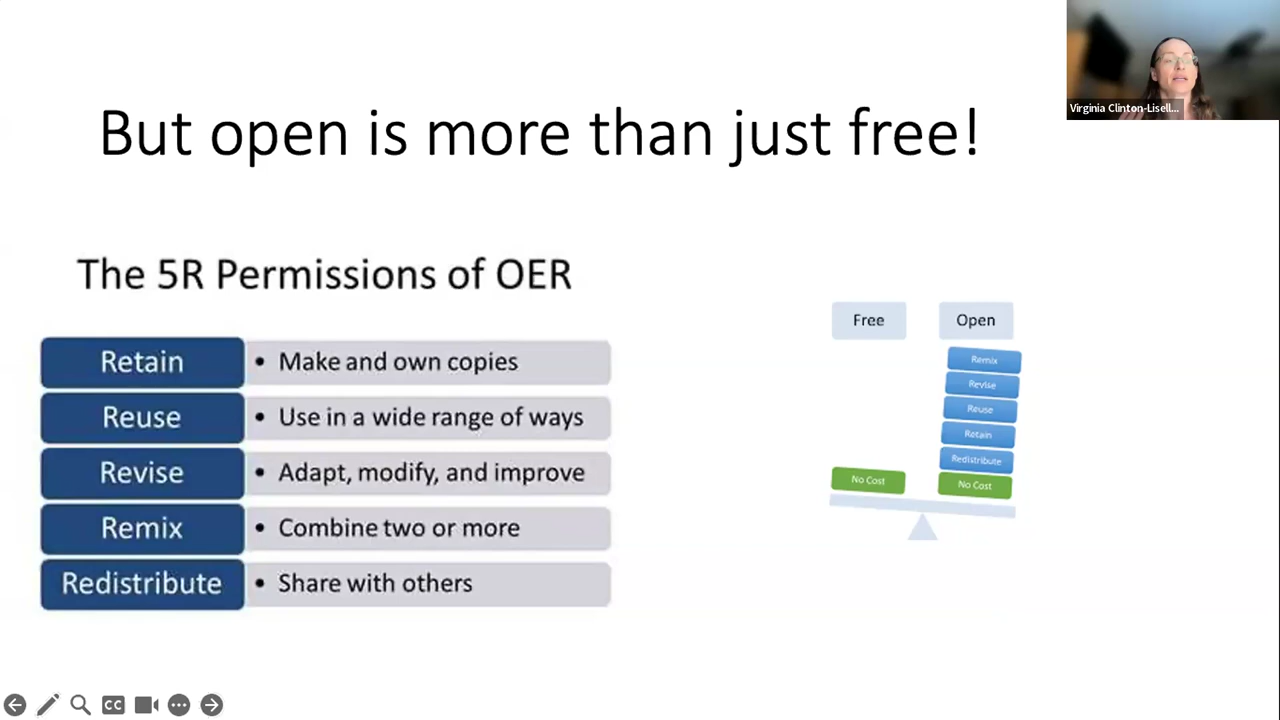 But open is more than just free!
Virginia Clinton-Lisell...
The 5R Permissions of OER
Retain
• Make and own copies
Reuse
• Use in a wide range of ways
Revise
• Adapt, modify, and improve
Remix
• Combine two or more
Redistribute
• Share with others
Free
Open
Remix
Revise
Reuse
Retain
Redistribute
No Cost
No Cost
CC